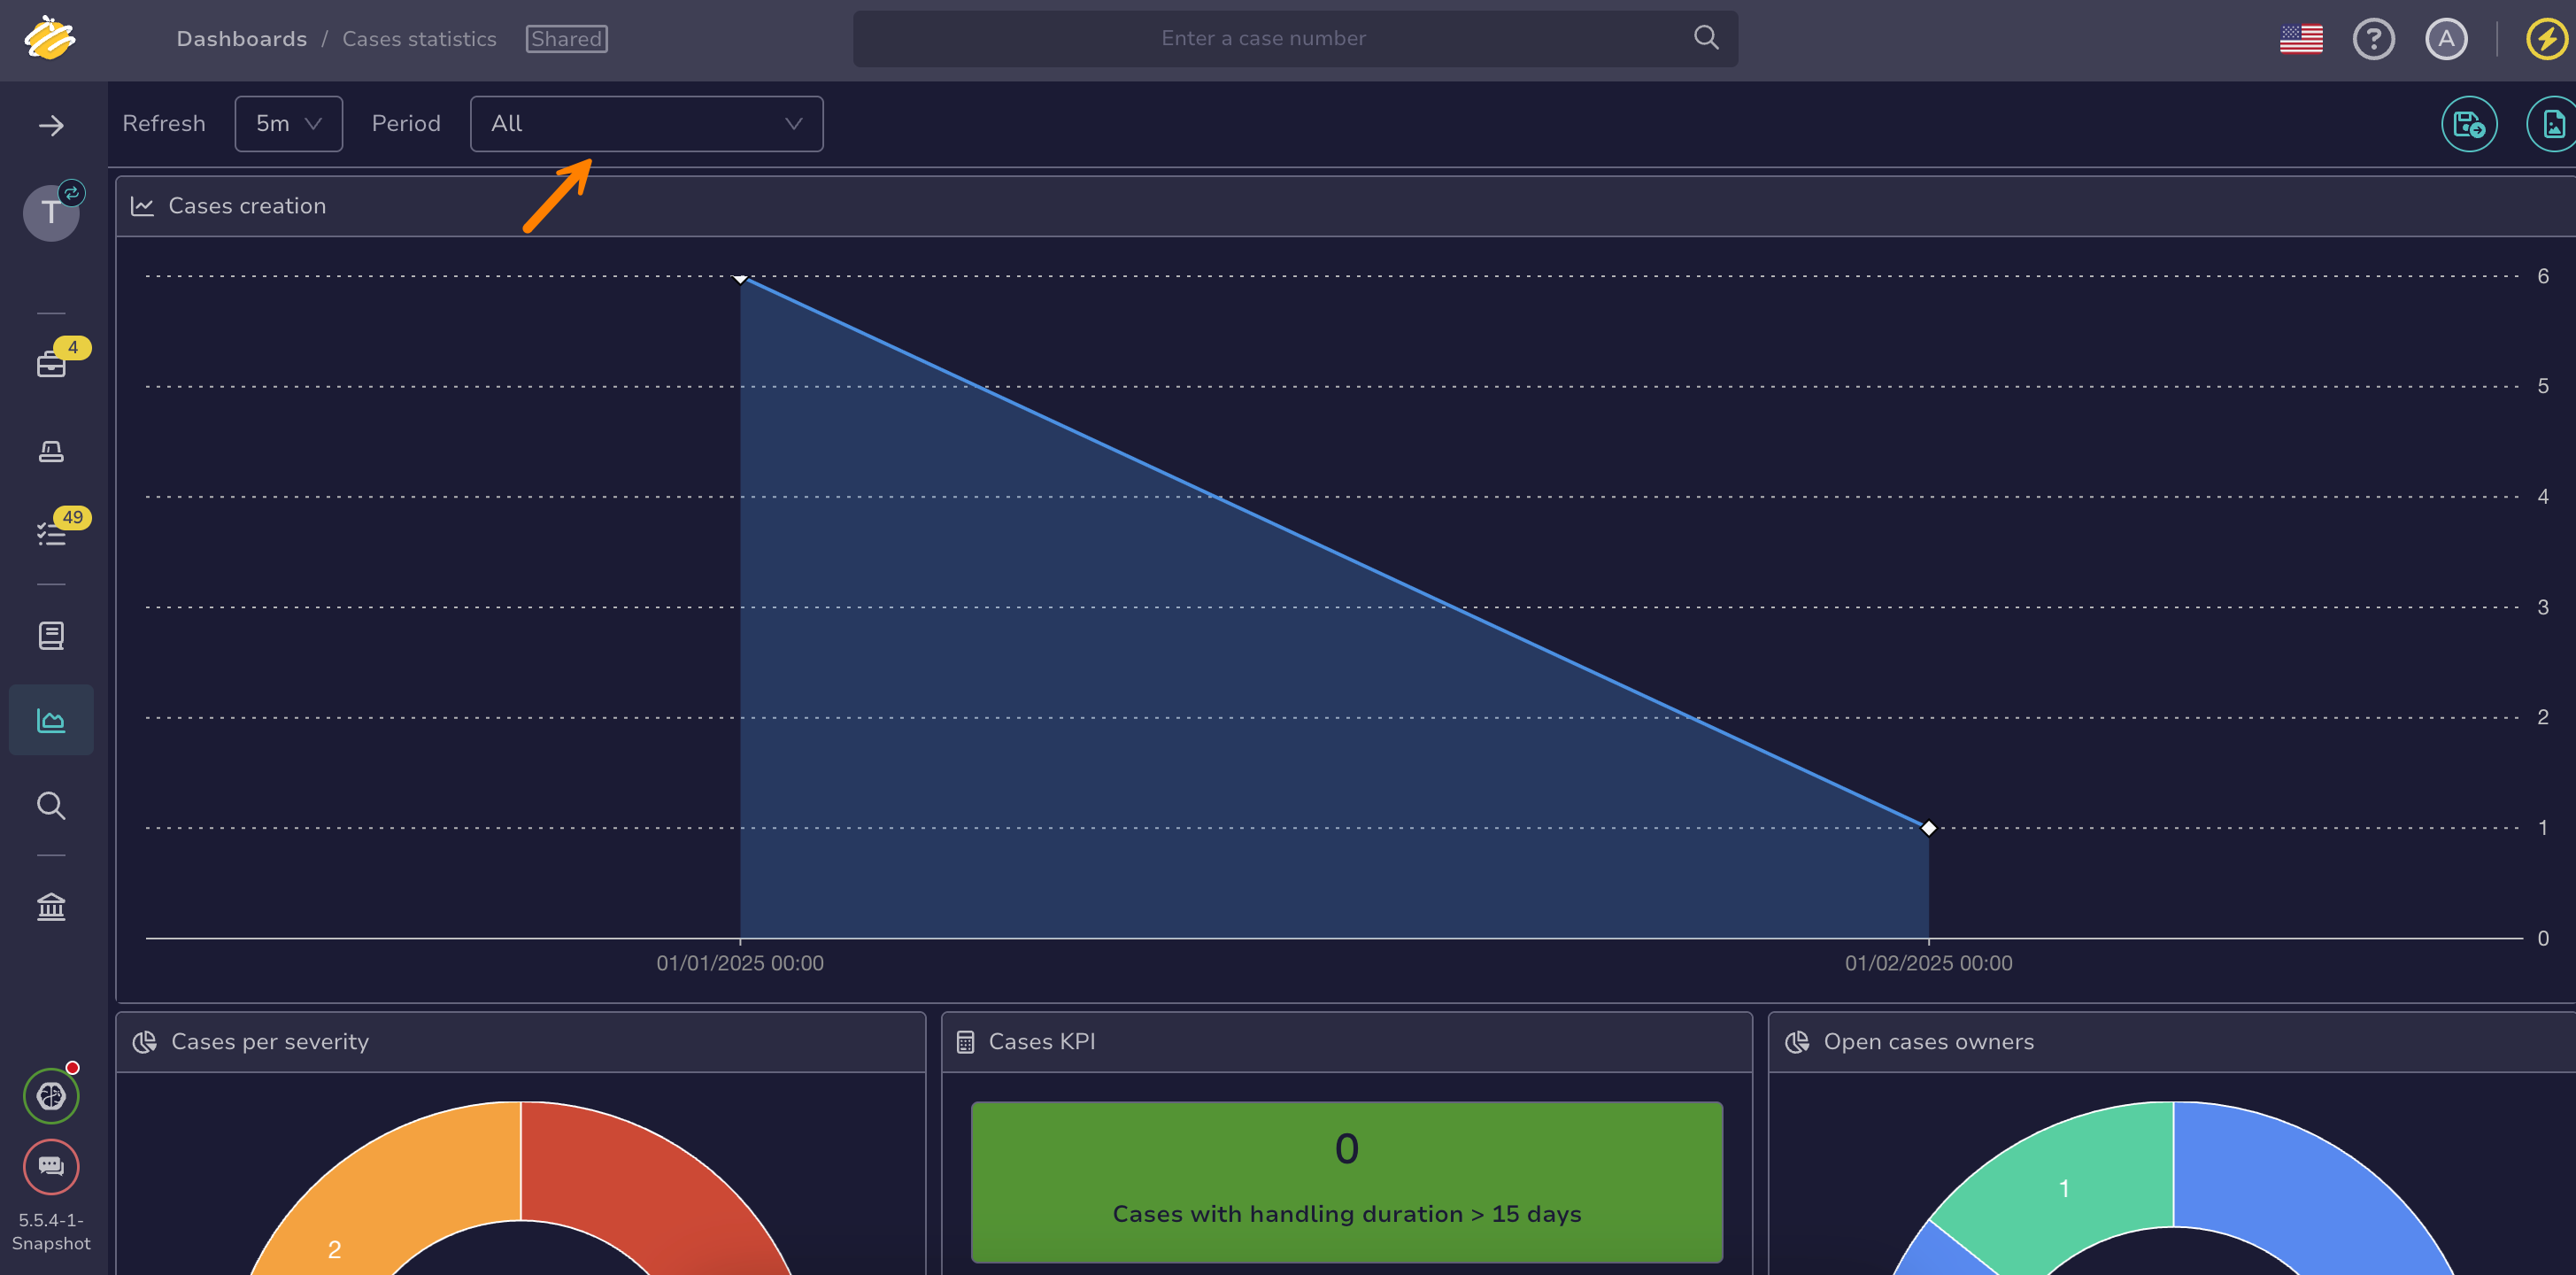 Dashboards / Cases statistics Shared
Enter a case number
?
A
Refresh 5m Period All
T
Cases creation
6
4
5
4
49
3
2
1
0
01/01/2025 00:00 01/02/2025 00:00
Cases per severity
Cases KPI
Open cases owners
0
1
Cases with handling duration > 15 days
2
5.5.4-1-
Snapshot